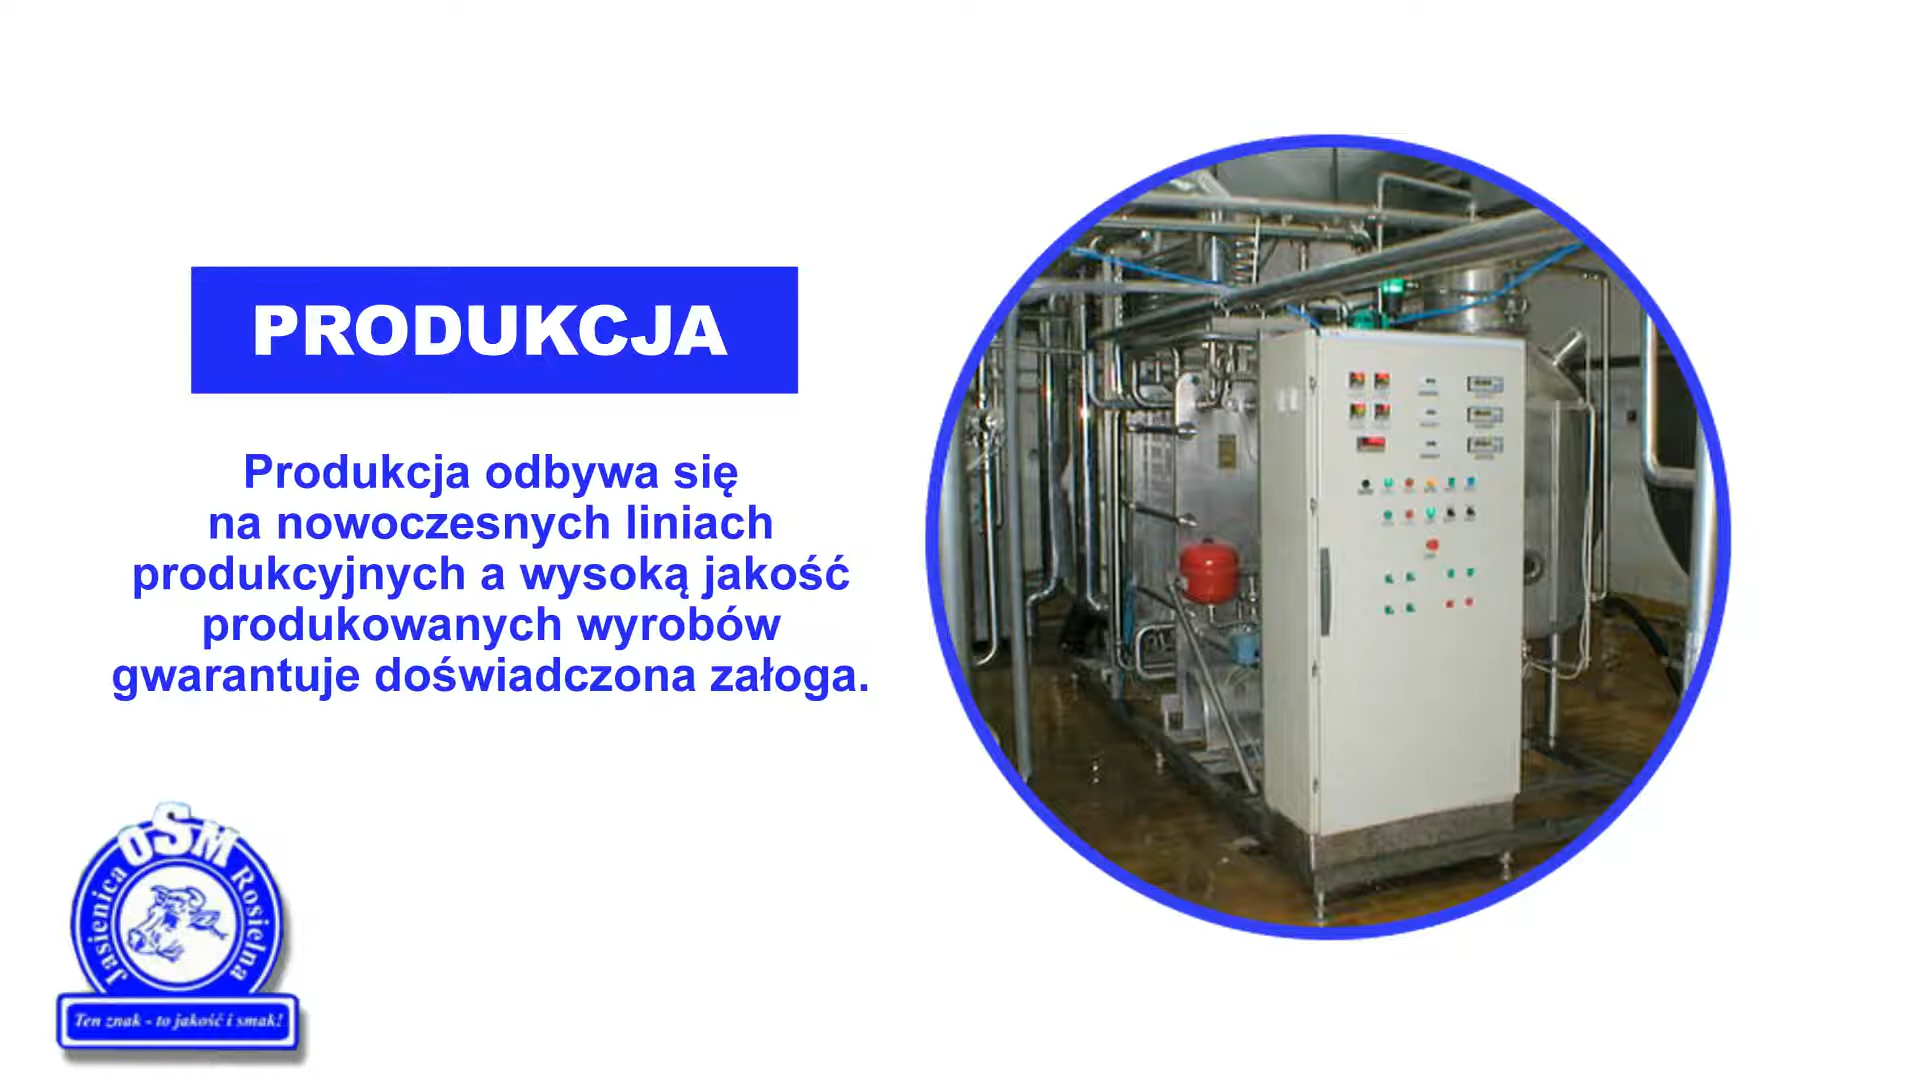 PRODUKCJA
Produkcja odbywa się
na nowoczesnych liniach
produkcyjnych a wysoką jakość
produkowanych wyrobów
gwarantuje doświadczona załoga.
OSM
Jasienica Rosielna
Ten znak - to jakość i smak!